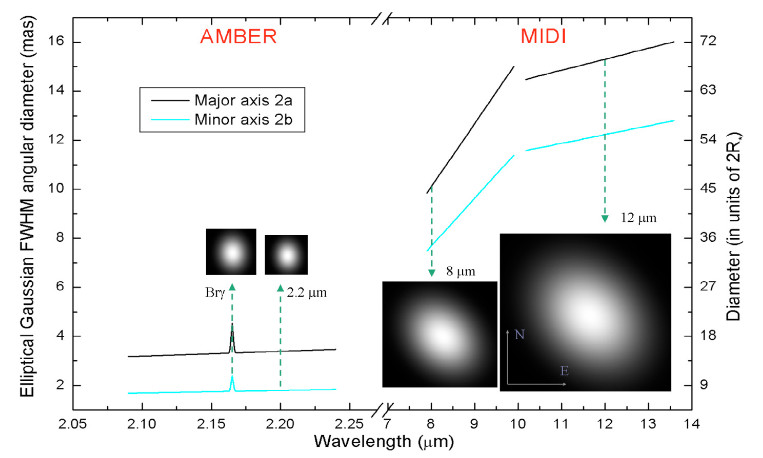 AMBER
MIDI
Elliptical Gaussian FWHM angular diameter (mas)
16
14
12
10
8
6
4
2
Major axis 2a
Minor axis 2b
Brγ
2.2 μm
8 μm
12 μm
N
E
72
63
54
45
36
27
18
9
Diameter (in units of 2R*)
2.05
2.10
2.15
2.20
2.25
7
8
9
10
11
12
13
14
Wavelength (μm)